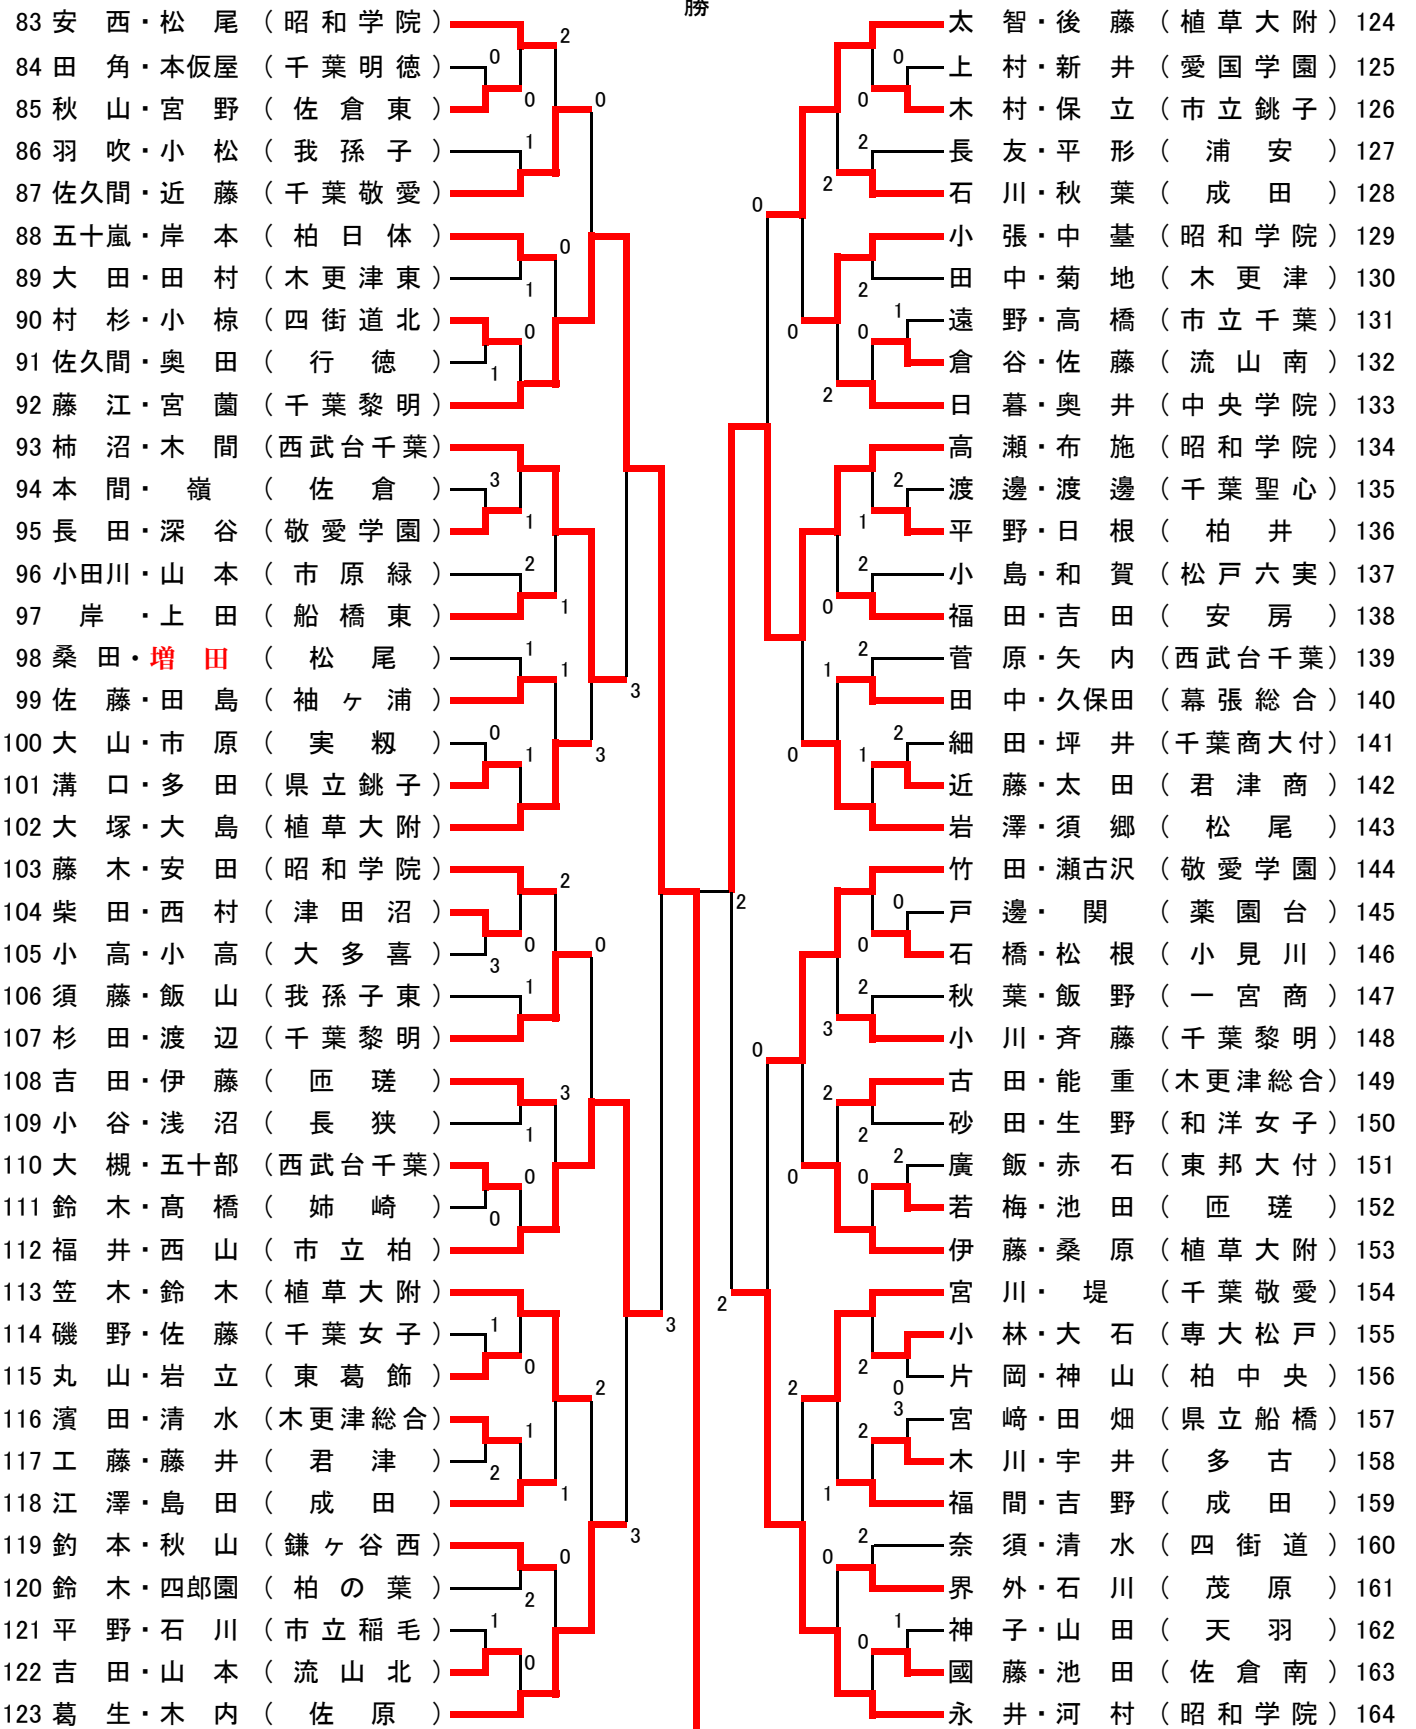 勝
83 安 西・松 尾 ( 昭 和 学 院 )
84 田 角・本仮屋 ( 千 葉 明 徳 )
85 秋 山・宮 野 ( 佐 倉 東 )
86 羽 吹・小 松 ( 我 孫 子 )
87 佐久間・近 藤 ( 千 葉 敬 愛 )
88 五十嵐・岸 本 ( 柏 日 体 )
89 大 田・田 村 ( 木 更 津 東 )
90 村 杉・小 椋 ( 四 街 道 北 )
91 佐久間・奥 田 ( 行 徳 )
92 藤 江・宮 薗 ( 千 葉 黎 明 )
93 柿 沼・木 間 (西武台千葉)
94 本 間・ 嶺 ( 佐 倉 )
95 長 田・深 谷 ( 敬 愛 学 園 )
96 小田川・山 本 ( 市 原 緑 )
97 岸 ・上 田 ( 船 橋 東 )
98 桑 田・増 田 ( 松 尾 )
99 佐 藤・田 島 ( 袖 ヶ 浦 )
100 大 山・市 原 ( 実 籾 )
101 溝 口・多 田 ( 県 立 銚 子 )
102 大 塚・大 島 ( 植 草 大 附 )
103 藤 木・安 田 ( 昭 和 学 院 )
104 柴 田・西 村 ( 津 田 沼 )
105 小 高・小 高 ( 大 多 喜 )
106 須 藤・飯 山 ( 我 孫 子 東 )
107 杉 田・渡 辺 ( 千 葉 黎 明 )
108 吉 田・伊 藤 ( 匝 瑳 )
109 小 谷・浅 沼 ( 長 狭 )
110 大 槻・五十部 (西武台千葉)
111 鈴 木・髙 橋 ( 姉 崎 )
112 福 井・西 山 ( 市 立 柏 )
113 笠 木・鈴 木 ( 植 草 大 附 )
114 磯 野・佐 藤 ( 千 葉 女 子 )
115 丸 山・岩 立 ( 東 葛 飾 )
116 濱 田・清 水 (木更津総合)
117 工 藤・藤 井 ( 君 津 )
118 江 澤・島 田 ( 成 田 )
119 釣 本・秋 山 ( 鎌 ヶ 谷 西 )
120 鈴 木・四郎園 ( 柏 の 葉 )
121 平 野・石 川 ( 市 立 稲 毛 )
122 吉 田・山 本 ( 流 山 北 )
123 葛 生・木 内 ( 佐 原 )
太 智・後 藤 ( 植 草 大 附 ) 124
上 村・新 井 ( 愛 国 学 園 ) 125
木 村・保 立 ( 市 立 銚 子 ) 126
長 友・平 形 ( 浦 安 ) 127
石 川・秋 葉 ( 成 田 ) 128
小 張・中 基 ( 昭 和 学 院 ) 129
田 中・菊 地 ( 木 更 津 ) 130
遠 野・高 橋 ( 市 立 千 葉 ) 131
倉 谷・佐 藤 ( 流 山 南 ) 132
日 暮・奥 井 ( 中 央 学 院 ) 133
高 瀬・布 施 ( 昭 和 学 院 ) 134
渡 邊・渡 邊 ( 千 葉 聖 心 ) 135
平 野・日 根 ( 柏 井 ) 136
小 島・和 賀 ( 松 戸 六 実 ) 137
福 田・吉 田 ( 安 房 ) 138
菅 原・矢 内 (西武台千葉) 139
田 中・久保田 ( 幕 張 総 合 ) 140
細 田・坪 井 (千葉商大付) 141
近 藤・太 田 ( 君 津 商 ) 142
岩 澤・須 郷 ( 松 尾 ) 143
竹 田・瀬古沢 ( 敬 愛 学 園 ) 144
戸 邊・ 関 ( 薬 園 台 ) 145
石 橋・松 根 ( 小 見 川 ) 146
秋 葉・飯 野 ( 一 宮 商 ) 147
小 川・斉 藤 ( 千 葉 黎 明 ) 148
古 田・能 重 (木更津総合) 149
砂 田・生 野 ( 和 洋 女 子 ) 150
廣 飯・赤 石 ( 東 邦 大 付 ) 151
若 梅・池 田 ( 匝 瑳 ) 152
伊 藤・桑 原 ( 植 草 大 附 ) 153
宮 川・ 堤 ( 千 葉 敬 愛 ) 154
小 林・大 石 ( 専 大 松 戸 ) 155
片 岡・神 山 ( 柏 中 央 ) 156
宮 﨑・田 畑 ( 県 立 船 橋 ) 157
木 川・宇 井 ( 多 古 ) 158
福 間・吉 野 ( 成 田 ) 159
奈 須・清 水 ( 四 街 道 ) 160
界 外・石 川 ( 茂 原 ) 161
神 子・山 田 ( 天 羽 ) 162
國 藤・池 田 ( 佐 倉 南 ) 163
永 井・河 村 ( 昭 和 学 院 ) 164